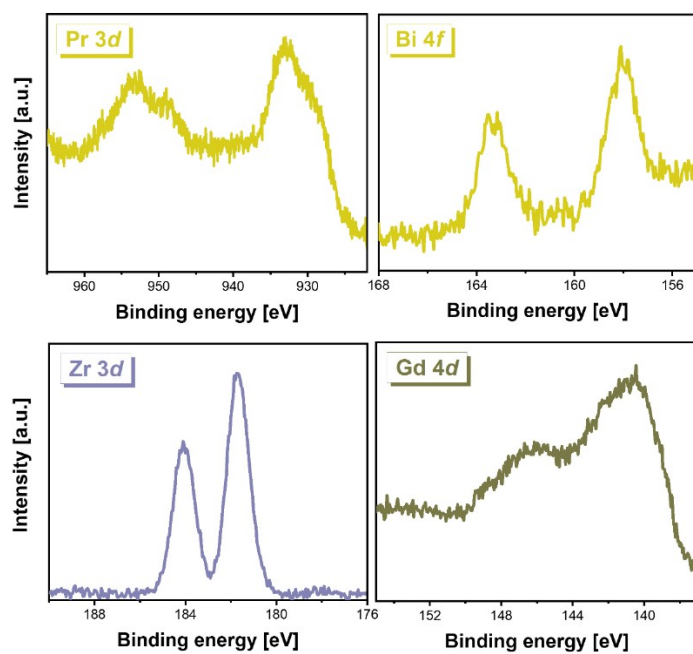 Pr 3d
Bi 4f
Intensity [a.u.]
960 950 940 930
168 164 160 156
Binding energy [eV]
Binding energy [eV]
Zr 3d
Gd 4d
Intensity [a.u.]
188 184 180 176
152 148 144 140
Binding energy [eV]
Binding energy [eV]